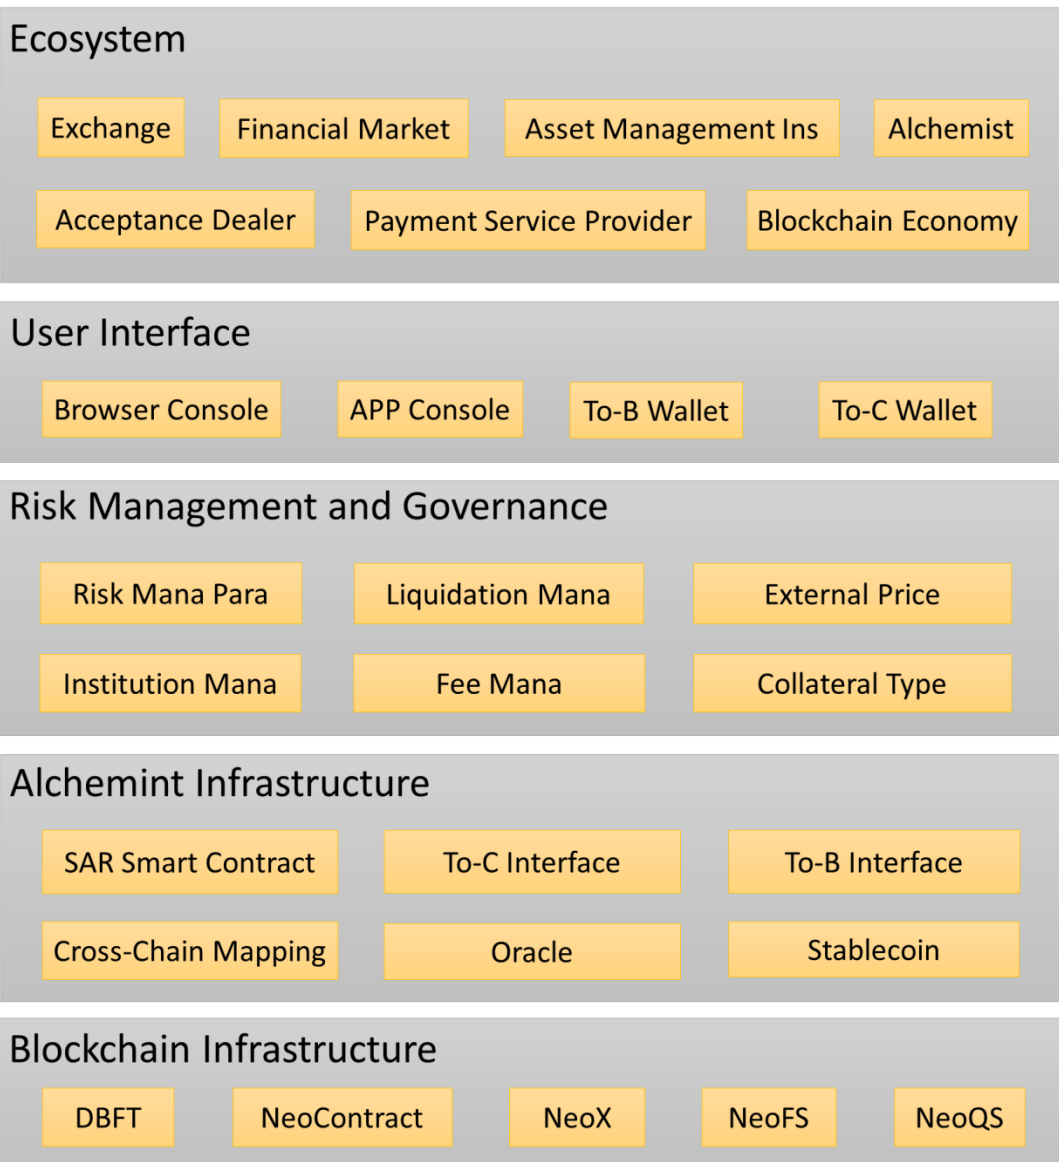 Ecosystem
Exchange
Financial Market
Asset Management Ins
Alchemist
Acceptance Dealer
Payment Service Provider
Blockchain Economy
User Interface
Browser Console
APP Console
To-B Wallet
To-C Wallet
Risk Management and Governance
Risk Mana Para
Liquidation Mana
External Price
Institution Mana
Fee Mana
Collateral Type
Alchemint Infrastructure
SAR Smart Contract
To-C Interface
To-B Interface
Cross-Chain Mapping
Oracle
Stablecoin
Blockchain Infrastructure
DBFT
NeoContract
NeoX
NeoFS
NeoQS